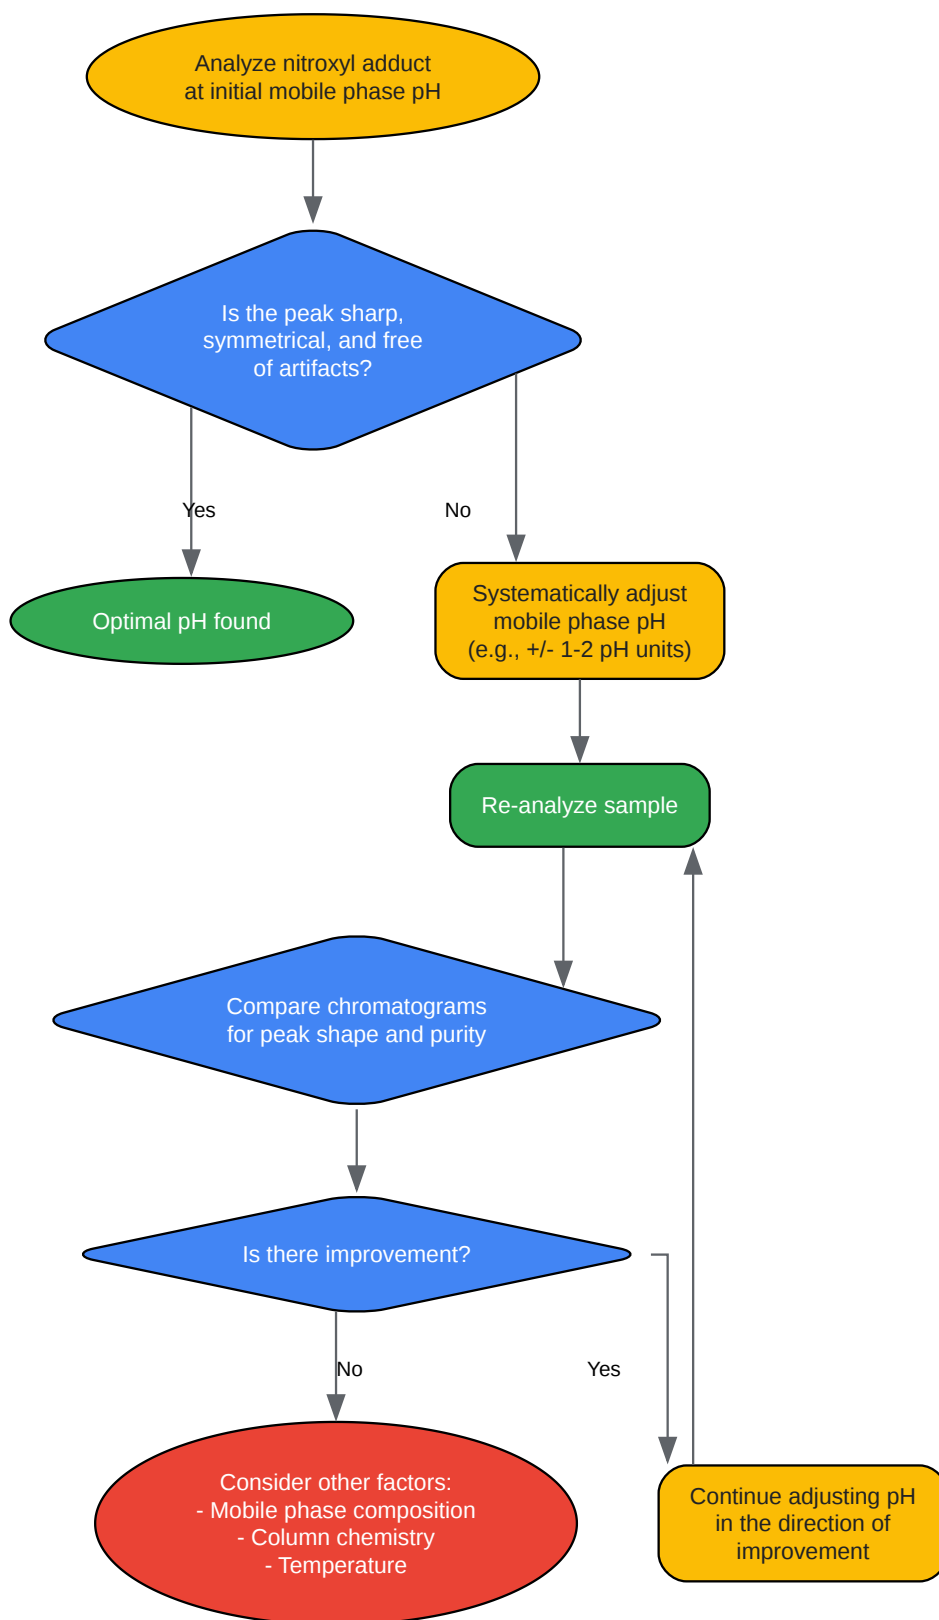 Analyze nitroxyl adduct
at initial mobile phase pH
Is the peak sharp,
symmetrical, and free
of artifacts?
Yes
No
Optimal pH found
Systematically adjust
mobile phase pH
(e.g., +/- 1-2 pH units)
Re-analyze sample
Compare chromatograms
for peak shape and purity
Is there improvement?
No
Yes
Consider other factors:
- Mobile phase composition
- Column chemistry
- Temperature
Continue adjusting pH
in the direction of
improvement